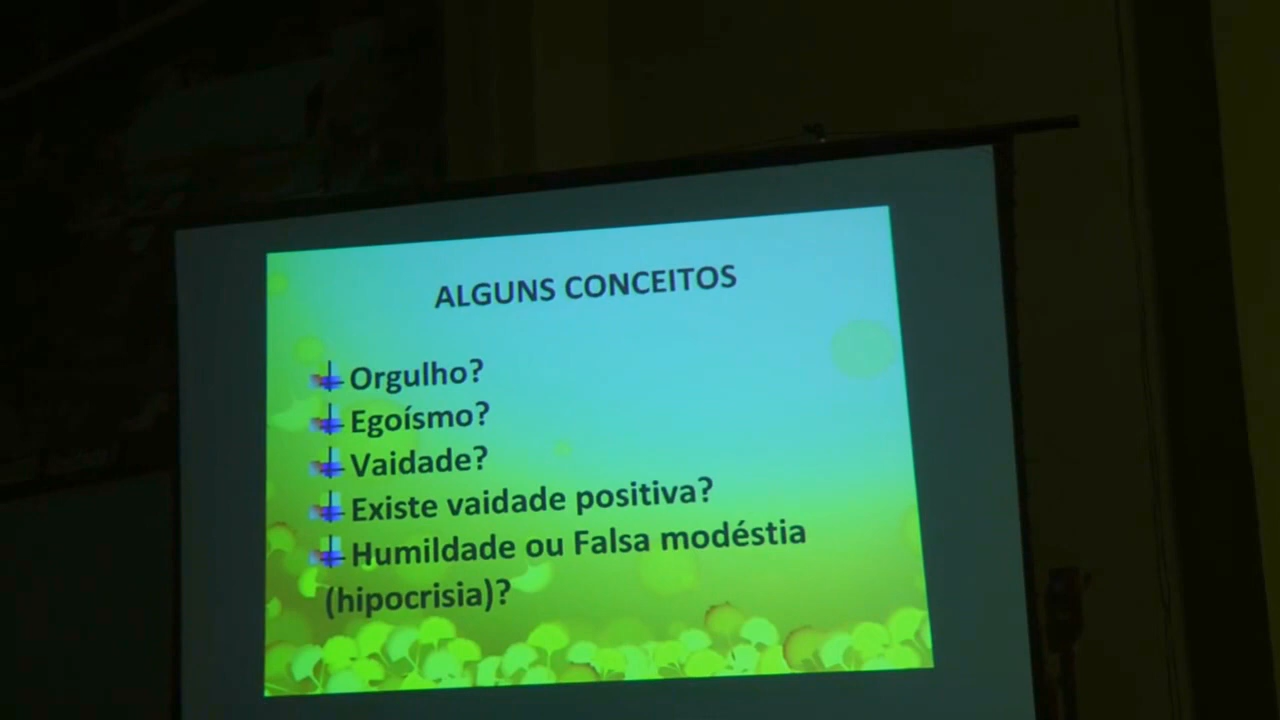 ALGUNS CONCEITOS
Orgulho?
Egoísmo?
Vaidade?
Existe vaidade positiva?
Humildade ou Falsa modéstia
(hipocrisia)?